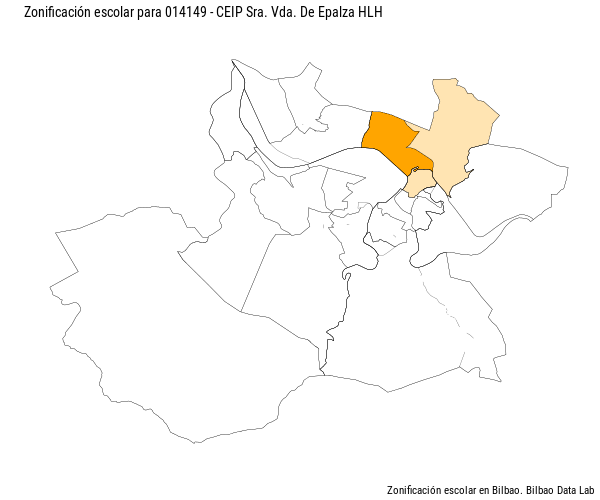 Zonificación escolar para 014149 - CEIP Sra. Vda. De Epalza HLH
Zonificación escolar en Bilbao. Bilbao Data Lab